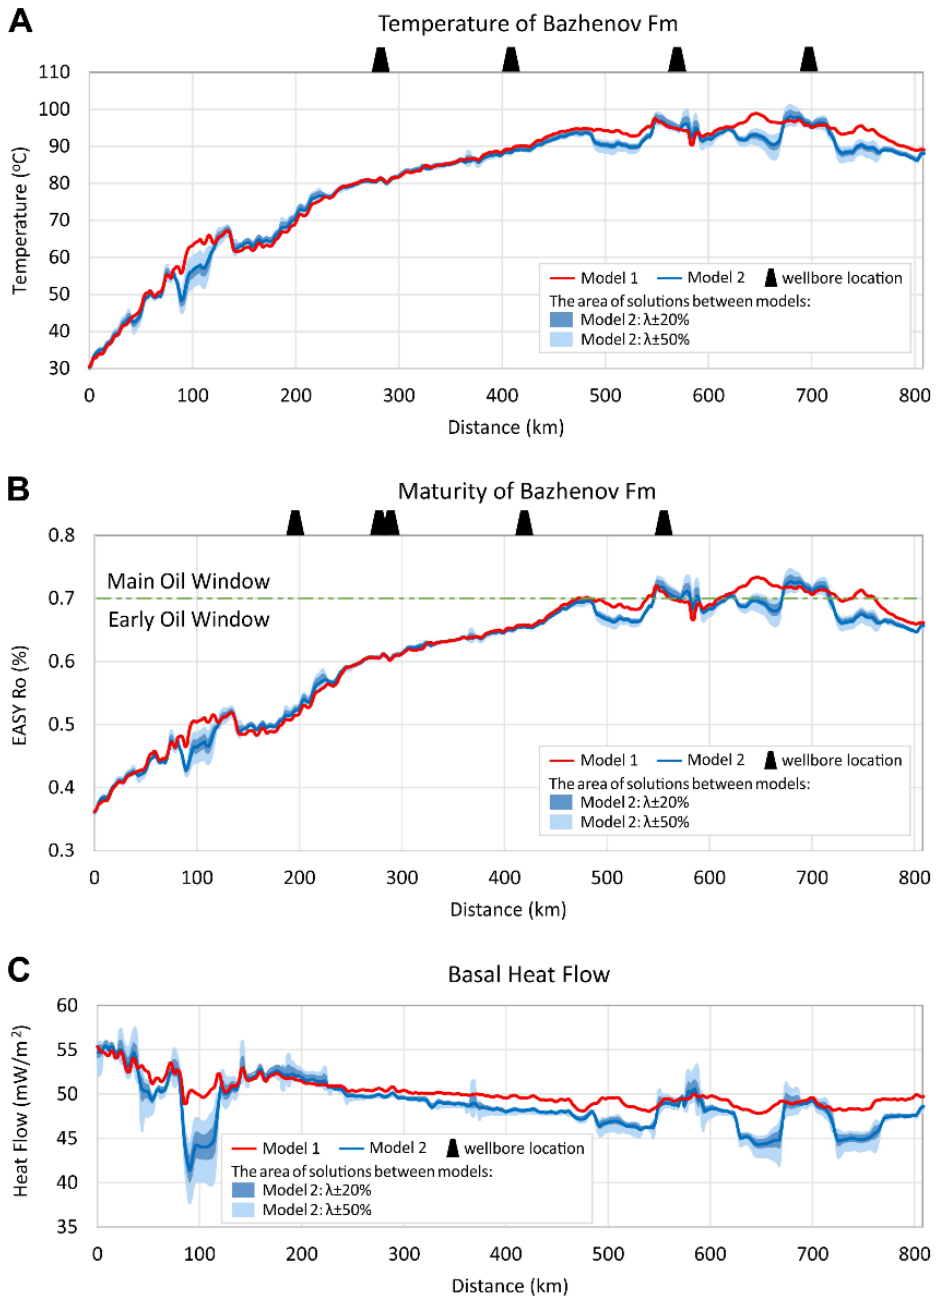 A
Temperature of Bazhenov Fm
110
100
90
80
70
60
50
40
30
Temperature (ºC)
Model 1 Model 2 wellbore location
The area of solutions between models:
Model 2: λ±20%
Model 2: λ±50%
0 100 200 300 400 500 600 700 800
Distance (km)
B
Maturity of Bazhenov Fm
0.8
0.7
0.6
0.5
0.4
0.3
EASY Ro (%)
Main Oil Window
Early Oil Window
Model 1 Model 2 wellbore location
The area of solutions between models:
Model 2: λ±20%
Model 2: λ±50%
0 100 200 300 400 500 600 700 800
Distance (km)
C
Basal Heat Flow
60
55
50
45
40
35
Heat Flow (mW/m²)
Model 1 Model 2 wellbore location
The area of solutions between models:
Model 2: λ±20%
Model 2: λ±50%
0 100 200 300 400 500 600 700 800
Distance (km)